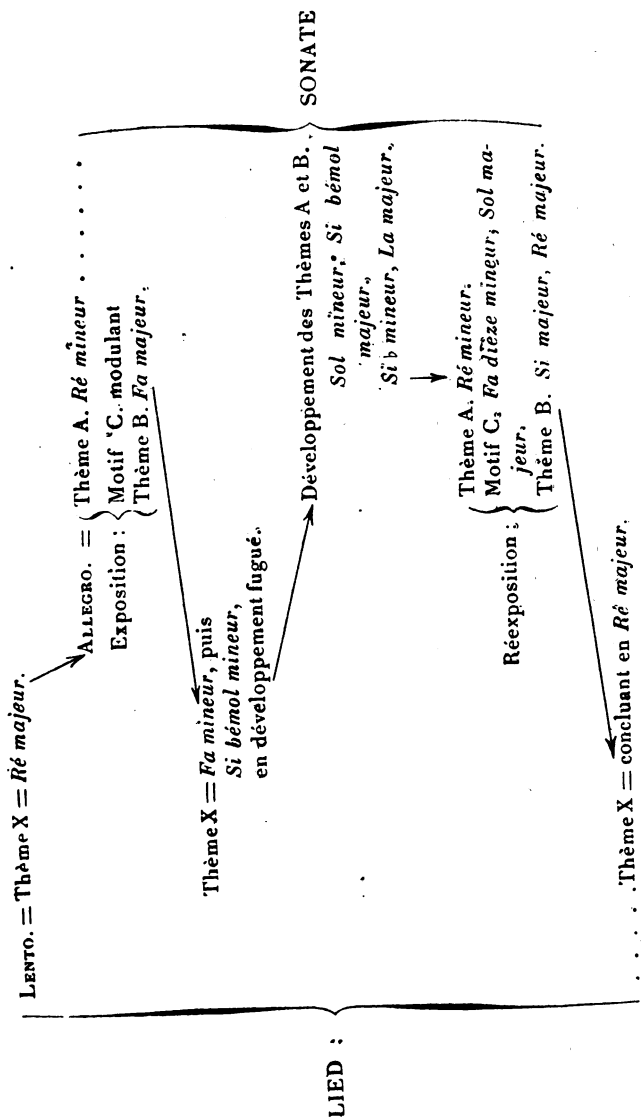 LIED :
LENTO. = Thème X = Ré majeur.
ALLEGRO. =
Exposition :
Thème A. Ré mineur . . . . . .
Motif C. modulant
Thème B. Fa majeur.
Thème X = Fa mineur, puis
Si bémol mineur,
en développement fugué.
Développement des Thèmes A et B.
Sol mineur, Si bémol
majeur,
Si ♭ mineur, La majeur.
Réexposition :
Thème A. Ré mineur.
Motif C. Fa dièze mineur, Sol ma-
jeur.
Thème B. Si majeur, Ré majeur.
. . . . . Thème X = concluant en Ré majeur.
SONATE